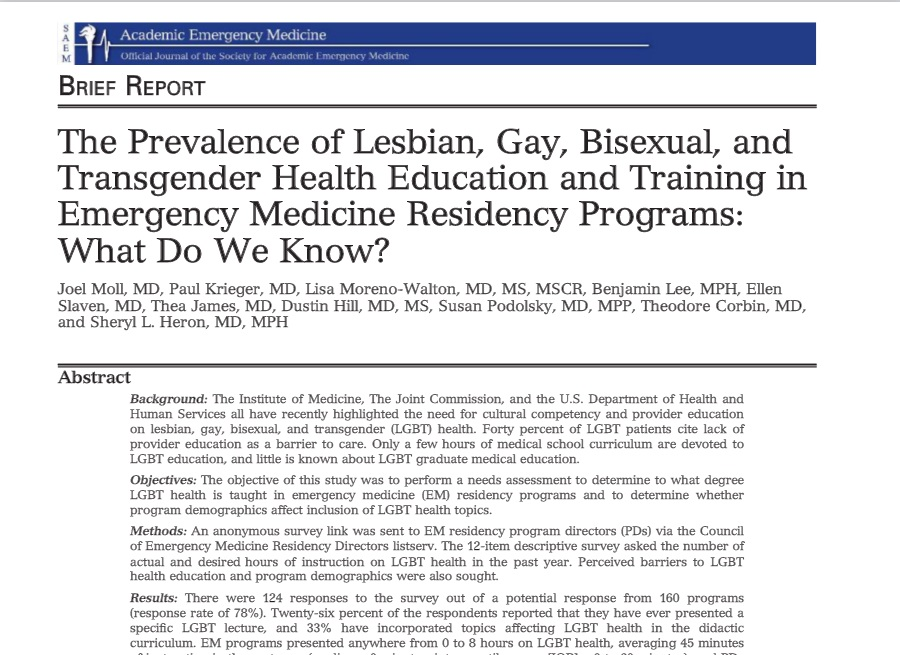 SAEM
Academic Emergency Medicine
Official Journal of the Society for Academic Emergency Medicine
BRIEF REPORT
The Prevalence of Lesbian, Gay, Bisexual, and
Transgender Health Education and Training in
Emergency Medicine Residency Programs:
What Do We Know?
Joel Moll, MD, Paul Krieger, MD, Lisa Moreno-Walton, MD, MS, MSCR, Benjamin Lee, MPH, Ellen
Slaven, MD, Thea James, MD, Dustin Hill, MD, MS, Susan Podolsky, MD, MPP, Theodore Corbin, MD,
and Sheryl L. Heron, MD, MPH
Abstract
Background: The Institute of Medicine, The Joint Commission, and the U.S. Department of Health and
Human Services all have recently highlighted the need for cultural competency and provider education
on lesbian, gay, bisexual, and transgender (LGBT) health. Forty percent of LGBT patients cite lack of
provider education as a barrier to care. Only a few hours of medical school curriculum are devoted to
LGBT education, and little is known about LGBT graduate medical education.
Objectives: The objective of this study was to perform a needs assessment to determine to what degree
LGBT health is taught in emergency medicine (EM) residency programs and to determine whether
program demographics affect inclusion of LGBT health topics.
Methods: An anonymous survey link was sent to EM residency program directors (PDs) via the Council
of Emergency Medicine Residency Directors listserv. The 12-item descriptive survey asked the number of
actual and desired hours of instruction on LGBT health in the past year. Perceived barriers to LGBT
health education and program demographics were also sought.
Results: There were 124 responses to the survey out of a potential response from 160 programs
(response rate of 78%). Twenty-six percent of the respondents reported that they have ever presented a
specific LGBT lecture, and 33% have incorporated topics affecting LGBT health in the didactic
curriculum. EM programs presented anywhere from 0 to 8 hours on LGBT health, averaging 45 minutes